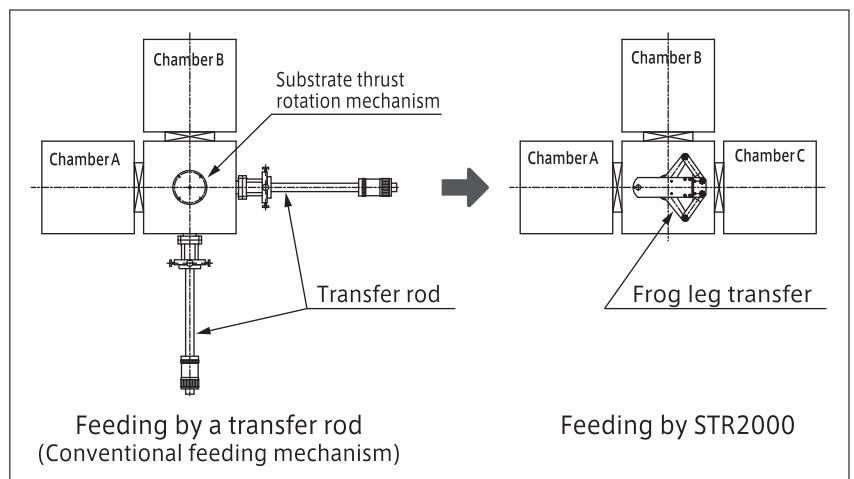 Chamber B
Substrate thrust
rotation mechanism
Chamber A
Transfer rod
Feeding by a transfer rod
(Conventional feeding mechanism)
Chamber B
Chamber A
Chamber C
Frog leg transfer
Feeding by STR2000